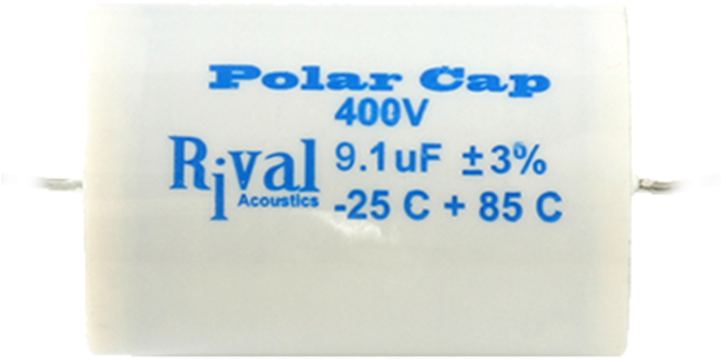 Polar Cap
400V
Rival 9.1uF ±3%
Acoustics -25 C + 85 C